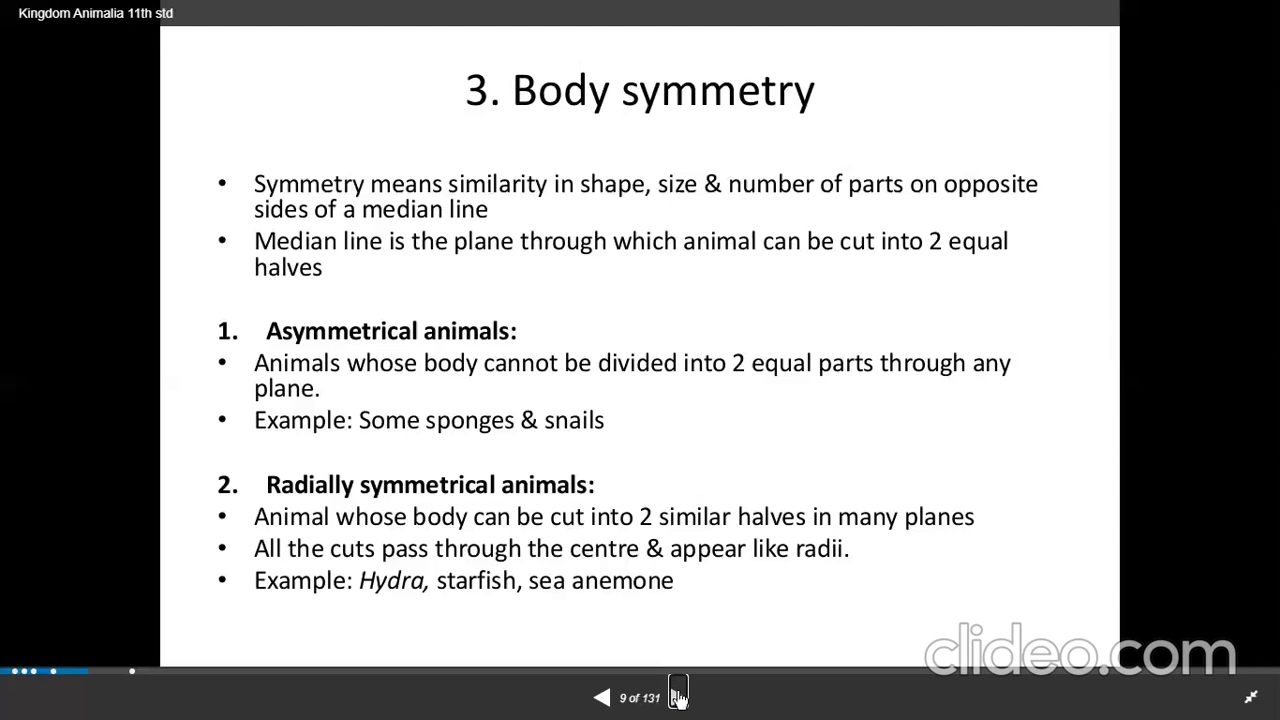 Kingdom Animalia 11th std
3. Body symmetry
• Symmetry means similarity in shape, size & number of parts on opposite
sides of a median line
• Median line is the plane through which animal can be cut into 2 equal
halves
1. Asymmetrical animals:
• Animals whose body cannot be divided into 2 equal parts through any
plane.
• Example: Some sponges & snails
2. Radially symmetrical animals:
• Animal whose body can be cut into 2 similar halves in many planes
• All the cuts pass through the centre & appear like radii.
• Example: Hydra, starfish, sea anemone
clideo.com
9 of 131